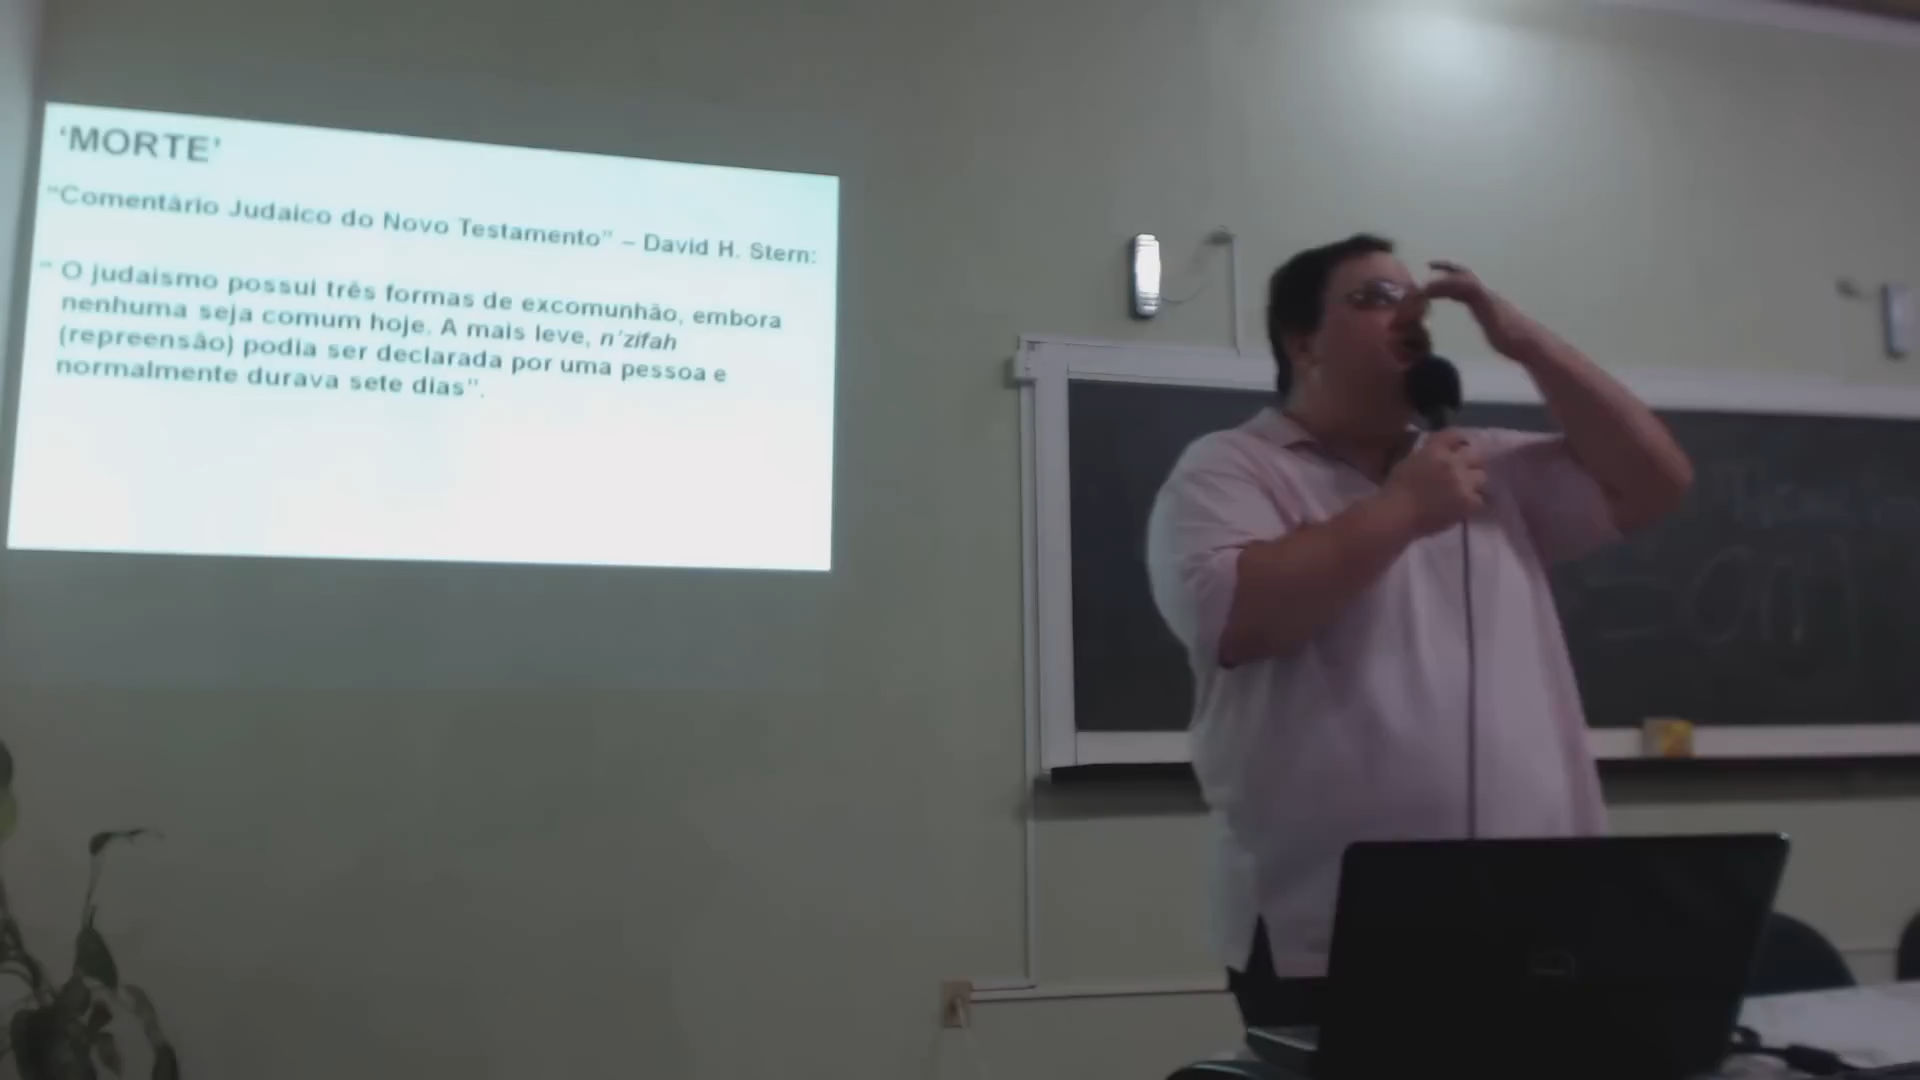 ‘MORTE’
“Comentário Judaico do Novo Testamento” – David H. Stern:
“ O judaismo possui três formas de excomunhão, embora
nenhuma seja comum hoje. A mais leve, n’zifah
(repreensão) podia ser declarada por uma pessoa e
normalmente durava sete dias”.